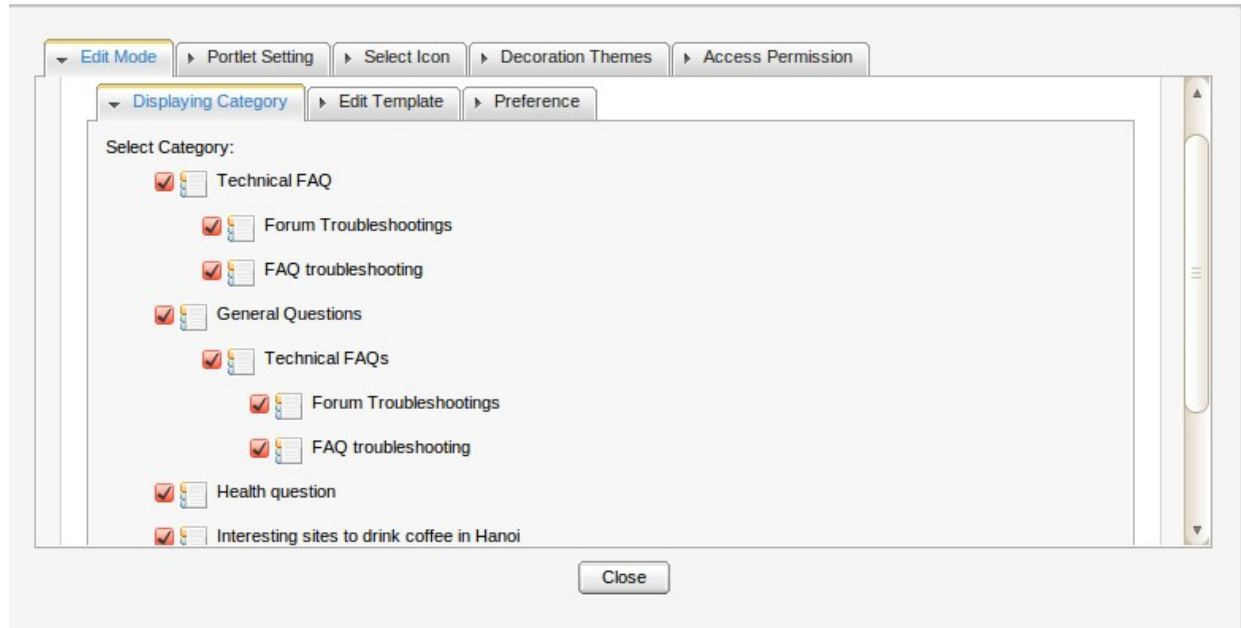 Edit Mode Portlet Setting Select Icon Decoration Themes Access Permission
Displaying Category Edit Template Preference
Select Category:
Technical FAQ
Forum Troubleshootings
FAQ troubleshooting
General Questions
Technical FAQs
Forum Troubleshootings
FAQ troubleshooting
Health question
Interesting sites to drink coffee in Hanoi
Close